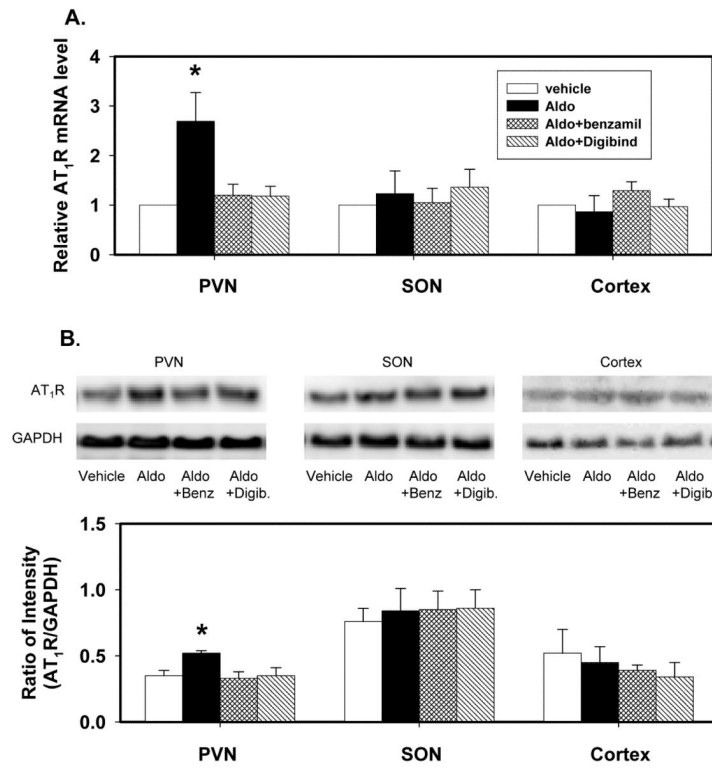 A.
Relative AT₁R mRNA level
4
3
2
1
0
*
vehicle
Aldo
Aldo+benzamil
Aldo+Digibind
PVN SON Cortex
B.
PVN SON Cortex
AT₁R
GAPDH
Vehicle Aldo Aldo +Benz Aldo +Digib. Vehicle Aldo Aldo +Benz Aldo +Digib. Vehicle Aldo Aldo +Benz Aldo +Digib
Ratio of Intensity
(AT₁R/GAPDH)
1.5
1.0
0.5
0.0
*
PVN SON Cortex